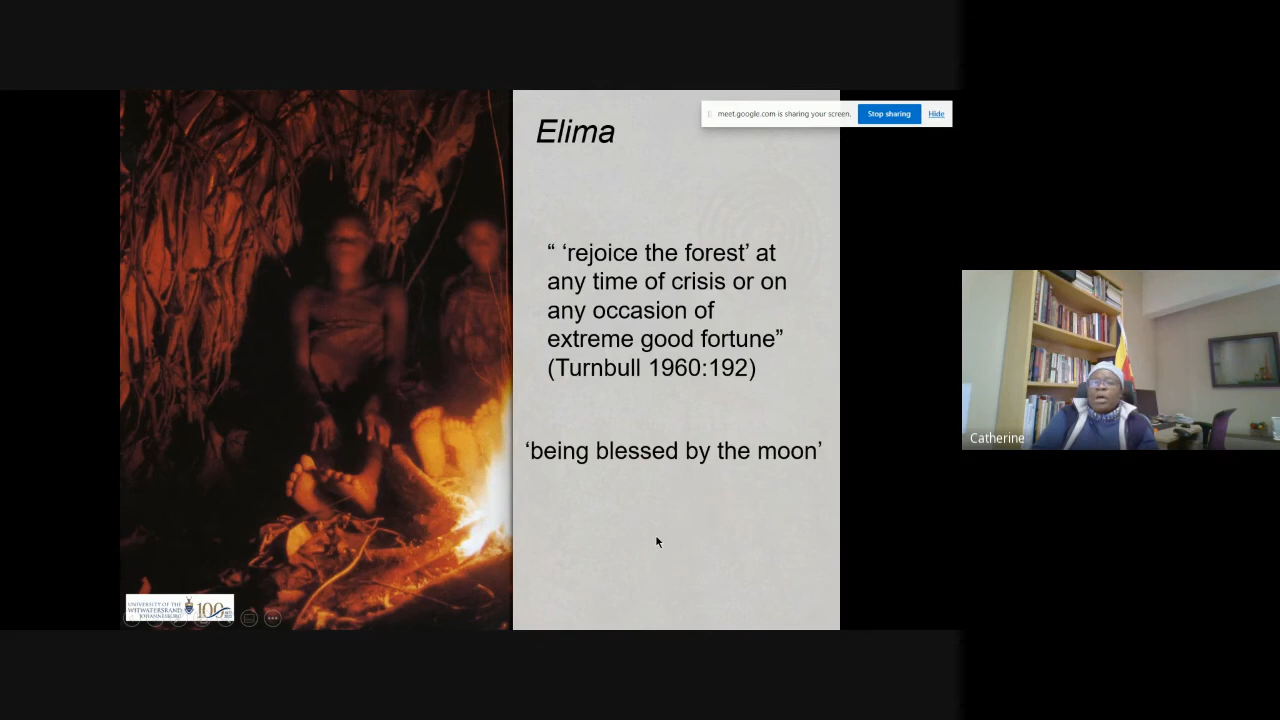 Elima
meet.google.com is sharing your screen.
Stop sharing
Hide
“ ‘rejoice the forest’ at
any time of crisis or on
any occasion of
extreme good fortune”
(Turnbull 1960:192)
‘being blessed by the moon’
Catherine
UNIVERSITY OF THE
WITWATERSRAND
JOHANNESBURG
100